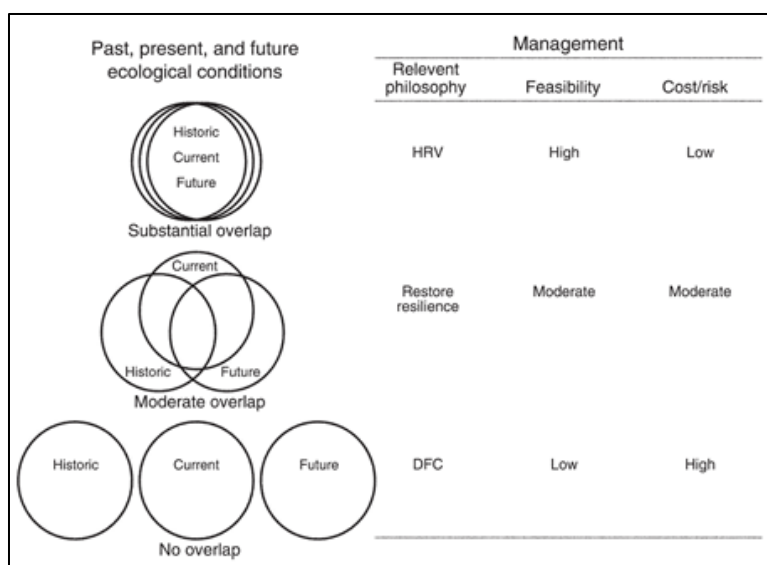 Past, present, and future
ecological conditions
Management
Relevent
philosophy
Feasibility
Cost/risk
Historic
Current
Future
Substantial overlap
HRV
High
Low
Current
Historic
Future
Moderate overlap
Restore
resilience
Moderate
Moderate
Historic
Current
Future
No overlap
DFC
Low
High